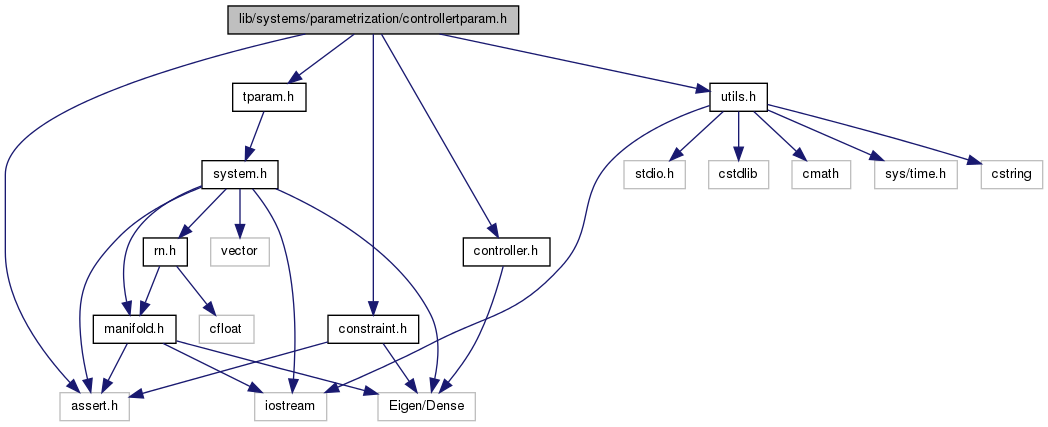 lib/systems/parametrization/controllertparam.h
tparam.h
utils.h
system.h
stdio.h
cstdlib
cmath
sys/time.h
cstring
rn.h
vector
controller.h
manifold.h
cfloat
constraint.h
assert.h
iostream
Eigen/Dense